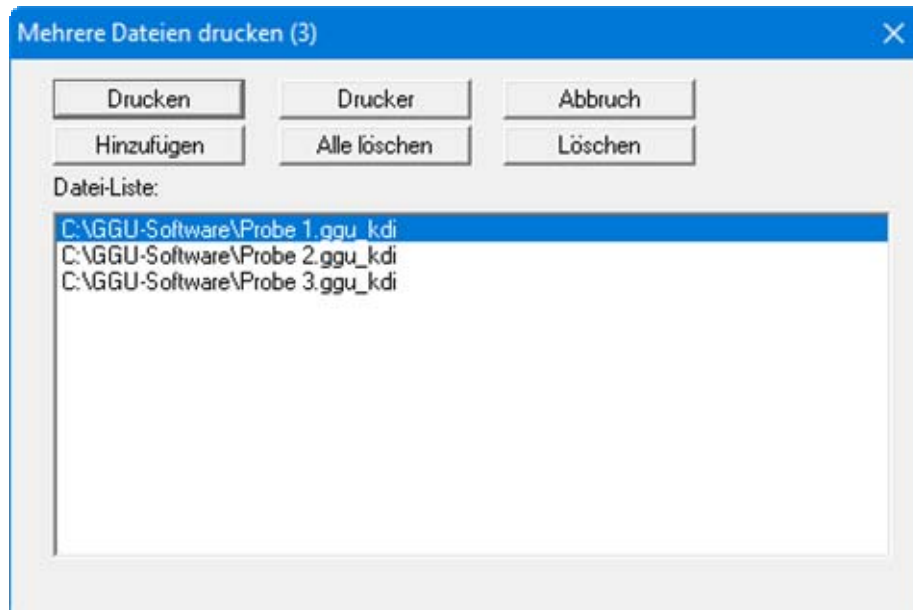 Mehrere Dateien drucken (3)
Drucken Drucker Abbruch
Hinzufügen Alle löschen Löschen
Datei-Liste:
C:\GGU-Software\Probe 1.ggu_kdi
C:\GGU-Software\Probe 2.ggu_kdi
C:\GGU-Software\Probe 3.ggu_kdi